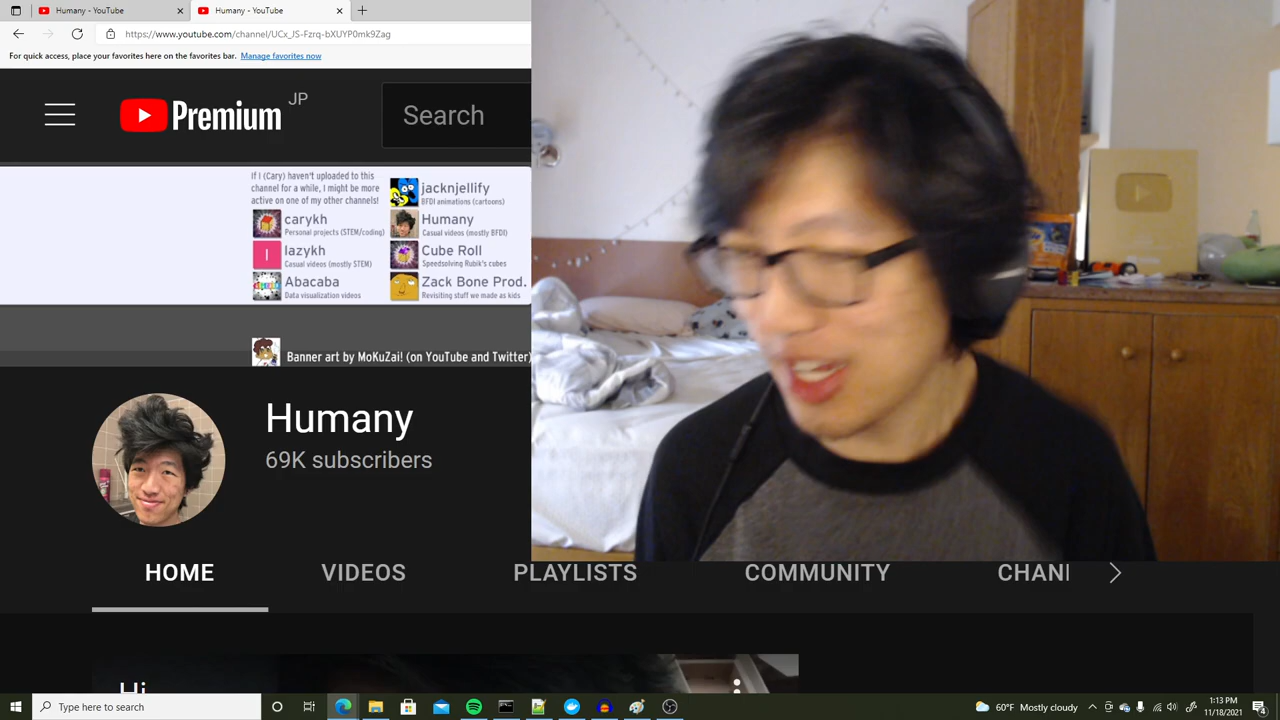 Humany - YouTube
Humany - YouTube
https://www.youtube.com/channel/UCx_JS-Fzrq-bXUYP0mk9Zag
For quick access, place your favorites here on the favorites bar. Manage favorites now
Premium JP
Search
If I (Cary) haven't uploaded to this
channel for a while, I might be more
active on one of my other channels!
carykh
Personal projects (STEM/coding)
lazykh
Casual videos (mostly STEM)
Abacaba
Data visualization videos
jacknjellify
BFDI animations (cartoons)
Humany
Casual videos (mostly BFDI)
Cube Roll
Speedsolving Rubik's cubes
Zack Bone Prod.
Revisiting stuff we made as kids
Banner art by MoKuZai! (on YouTube and Twitter)
Humany
69K subscribers
HOME VIDEOS PLAYLISTS COMMUNITY CHANI
Hi
Type here to search
60°F Mostly cloudy
1:13 PM
11/18/2021